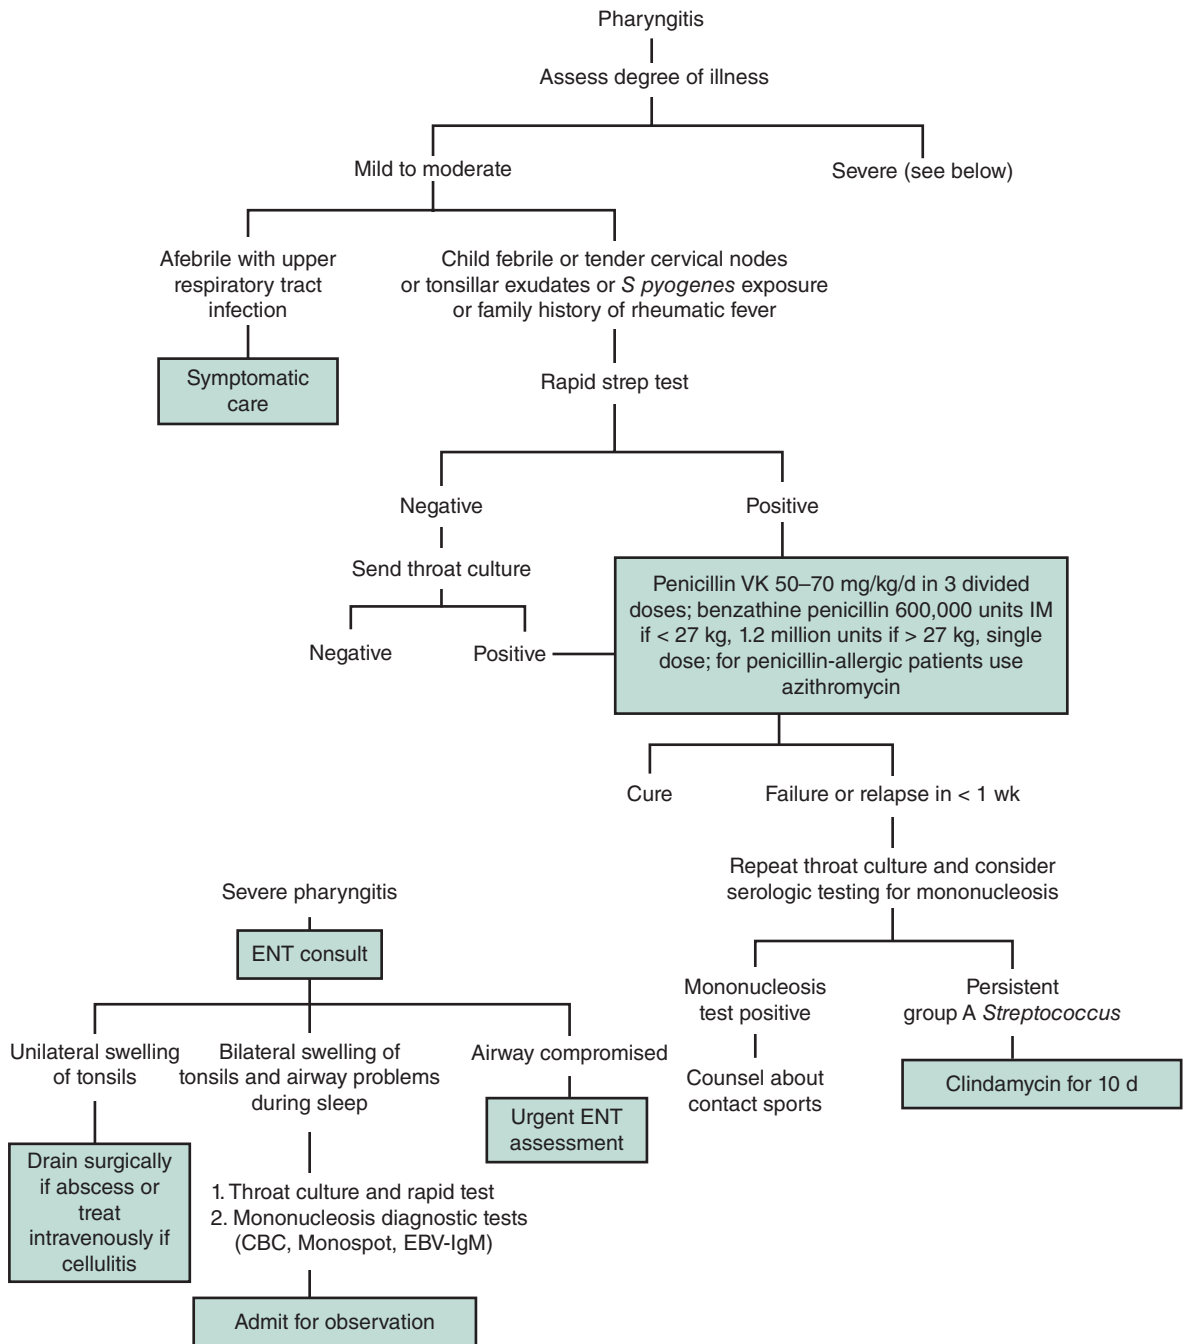 Pharyngitis
Assess degree of illness
Mild to moderate
Severe (see below)
Afebrile with upper
respiratory tract
infection
Child febrile or tender cervical nodes
or tonsillar exudates or S pyogenes exposure
or family history of rheumatic fever
Symptomatic
care
Rapid strep test
Negative
Positive
Send throat culture
Negative
Positive
Penicillin VK 50–70 mg/kg/d in 3 divided
doses; benzathine penicillin 600,000 units IM
if < 27 kg, 1.2 million units if > 27 kg, single
dose; for penicillin-allergic patients use
azithromycin
Cure
Failure or relapse in < 1 wk
Repeat throat culture and consider
serologic testing for mononucleosis
Mononucleosis
test positive
Persistent
group A Streptococcus
Counsel about
contact sports
Clindamycin for 10 d
Severe pharyngitis
ENT consult
Unilateral swelling
of tonsils
Bilateral swelling of
tonsils and airway problems
during sleep
Airway compromised
Urgent ENT
assessment
Drain surgically
if abscess or
treat
intravenously if
cellulitis
1. Throat culture and rapid test
2. Mononucleosis diagnostic tests
(CBC, Monospot, EBV-IgM)
Admit for observation